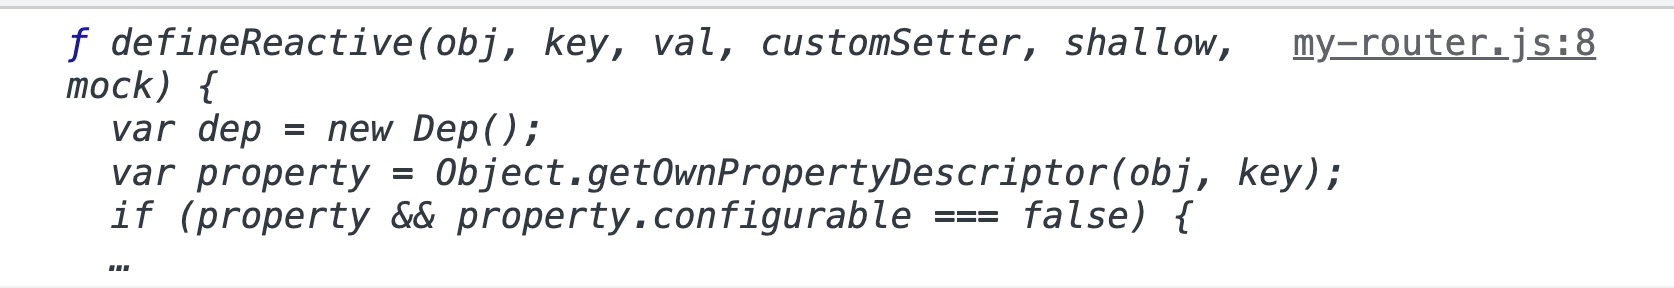 f defineReactive(obj, key, val, customSetter, shallow, my-router.js:8
mock) {
  var dep = new Dep();
  var property = Object.getOwnPropertyDescriptor(obj, key);
  if (property && property.configurable === false) {
  …